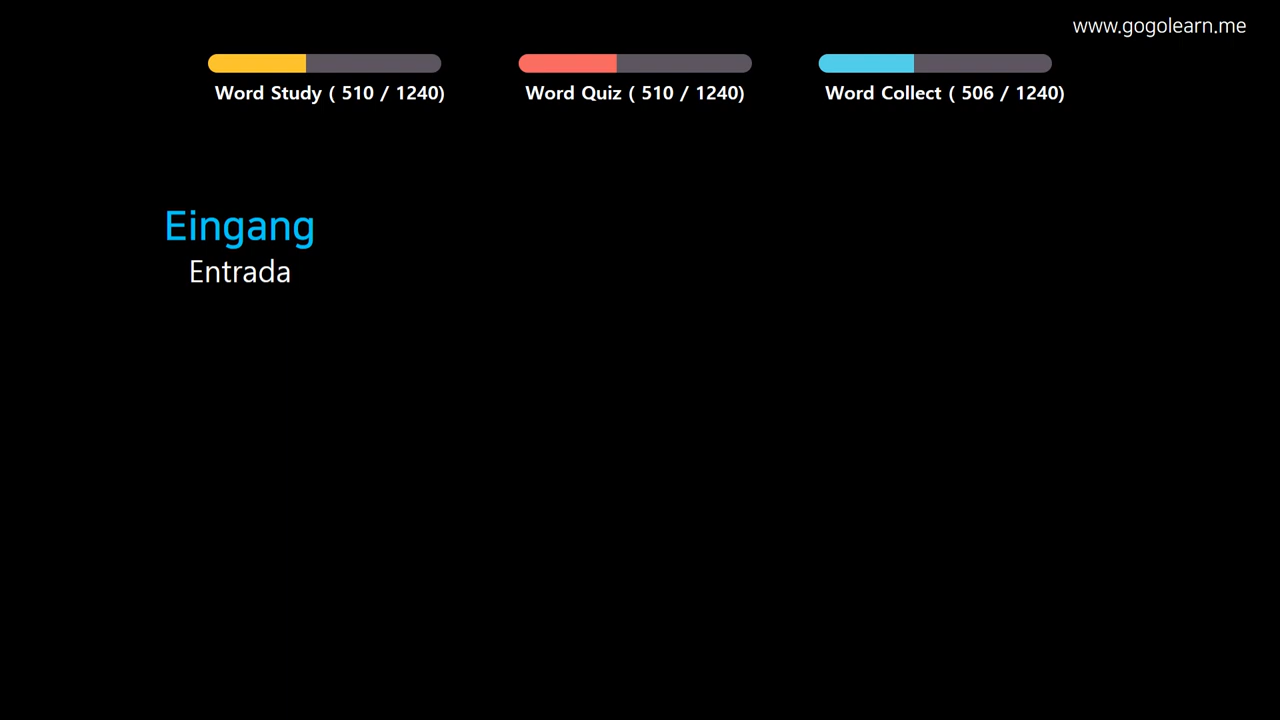 www.gogolearn.me
Word Study ( 510 / 1240)
Word Quiz ( 510 / 1240)
Word Collect ( 506 / 1240)
Eingang
Entrada